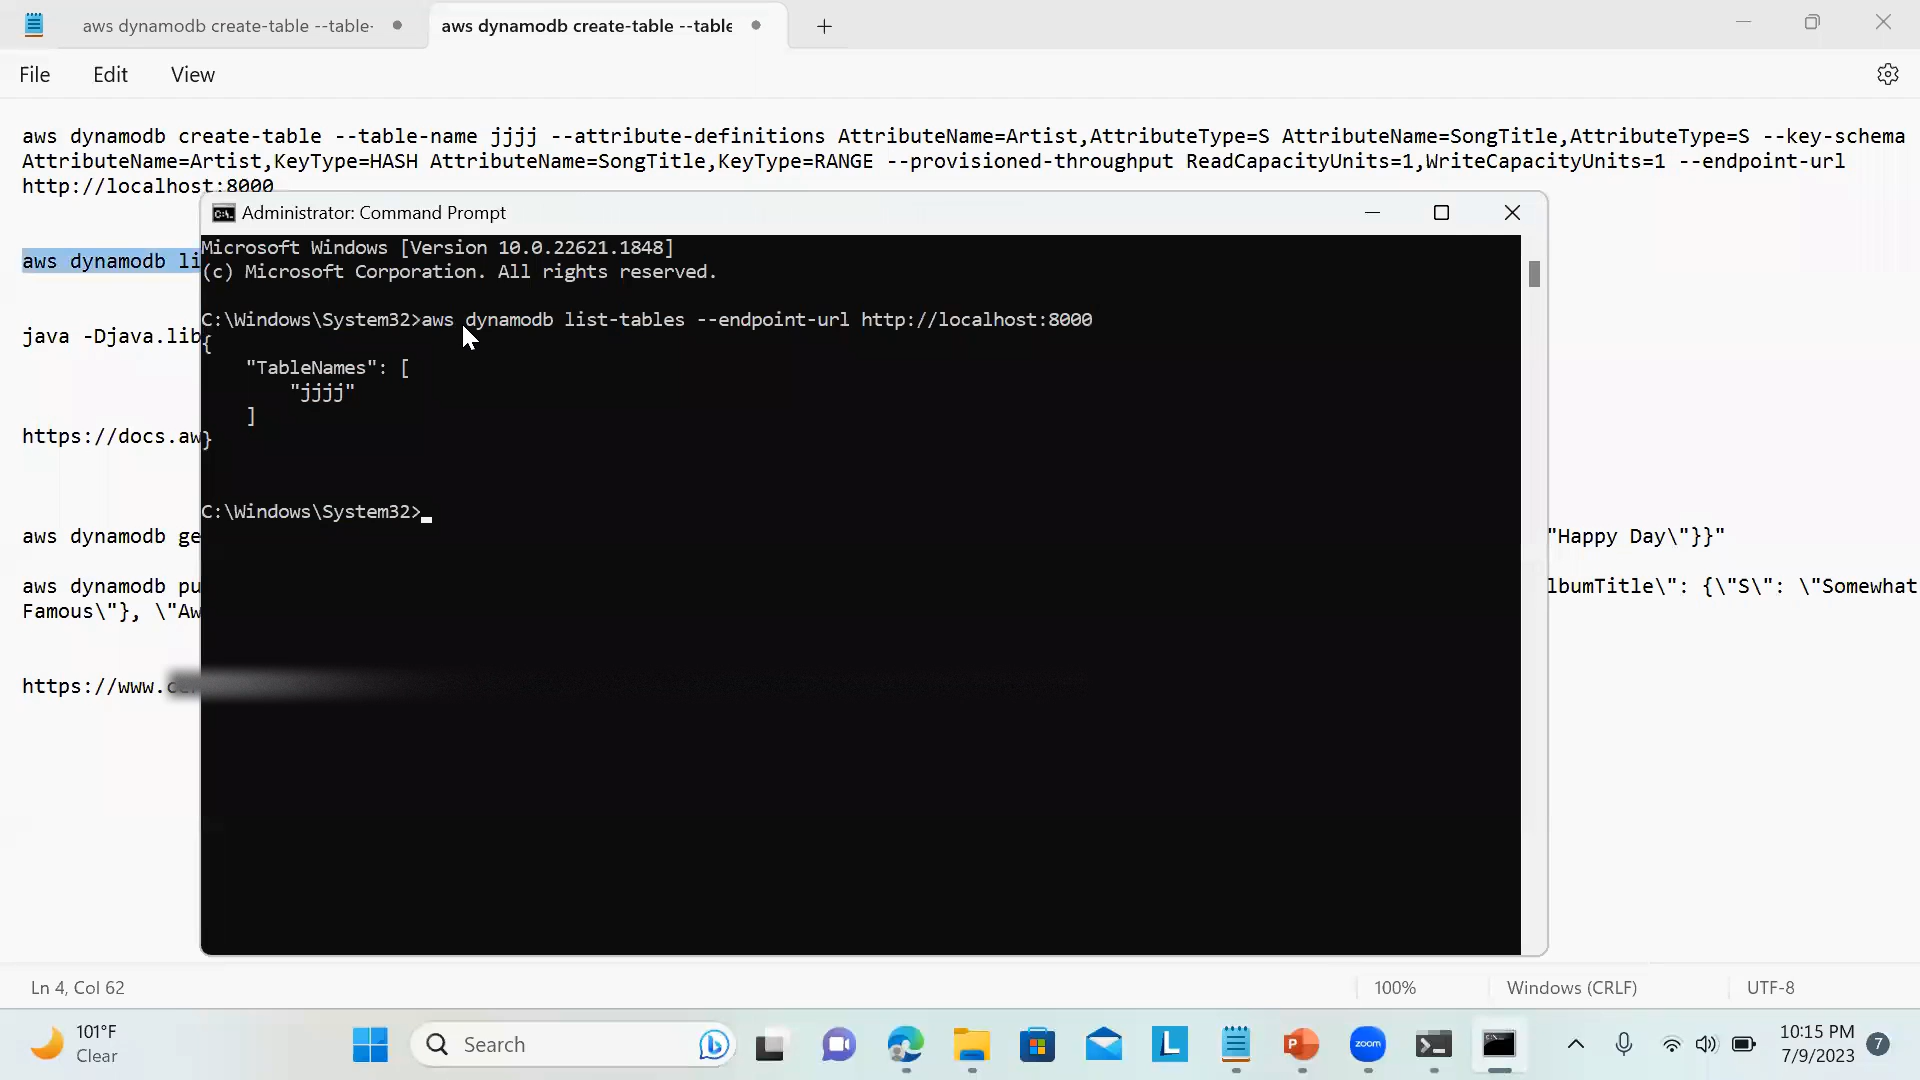 aws dynamodb create-table --table-
aws dynamodb create-table --table
File Edit View
aws dynamodb create-table --table-name jjjj --attribute-definitions AttributeName=Artist,AttributeType=S AttributeName=SongTitle,AttributeType=S --key-schema
AttributeName=Artist,KeyType=HASH AttributeName=SongTitle,KeyType=RANGE --provisioned-throughput ReadCapacityUnits=1,WriteCapacityUnits=1 --endpoint-url
http://localhost:8000
Administrator: Command Prompt
Microsoft Windows [Version 10.0.22621.1848]
(c) Microsoft Corporation. All rights reserved.
C:\Windows\System32>aws dynamodb list-tables --endpoint-url http://localhost:8000
{
"TableNames": [
"jjjj"
]
}
C:\Windows\System32>
aws dynamodb li
java -Djava.lib
https://docs.aw
aws dynamodb ge
"Happy Day\"}}"
aws dynamodb pu
lbumTitle\": {\"S\": \"Somewhat
Famous\"}, \"Aw
https://www.
Ln 4, Col 62
100%
Windows (CRLF)
UTF-8
101°F
Clear
Search
zoom
10:15 PM
7/9/2023
7